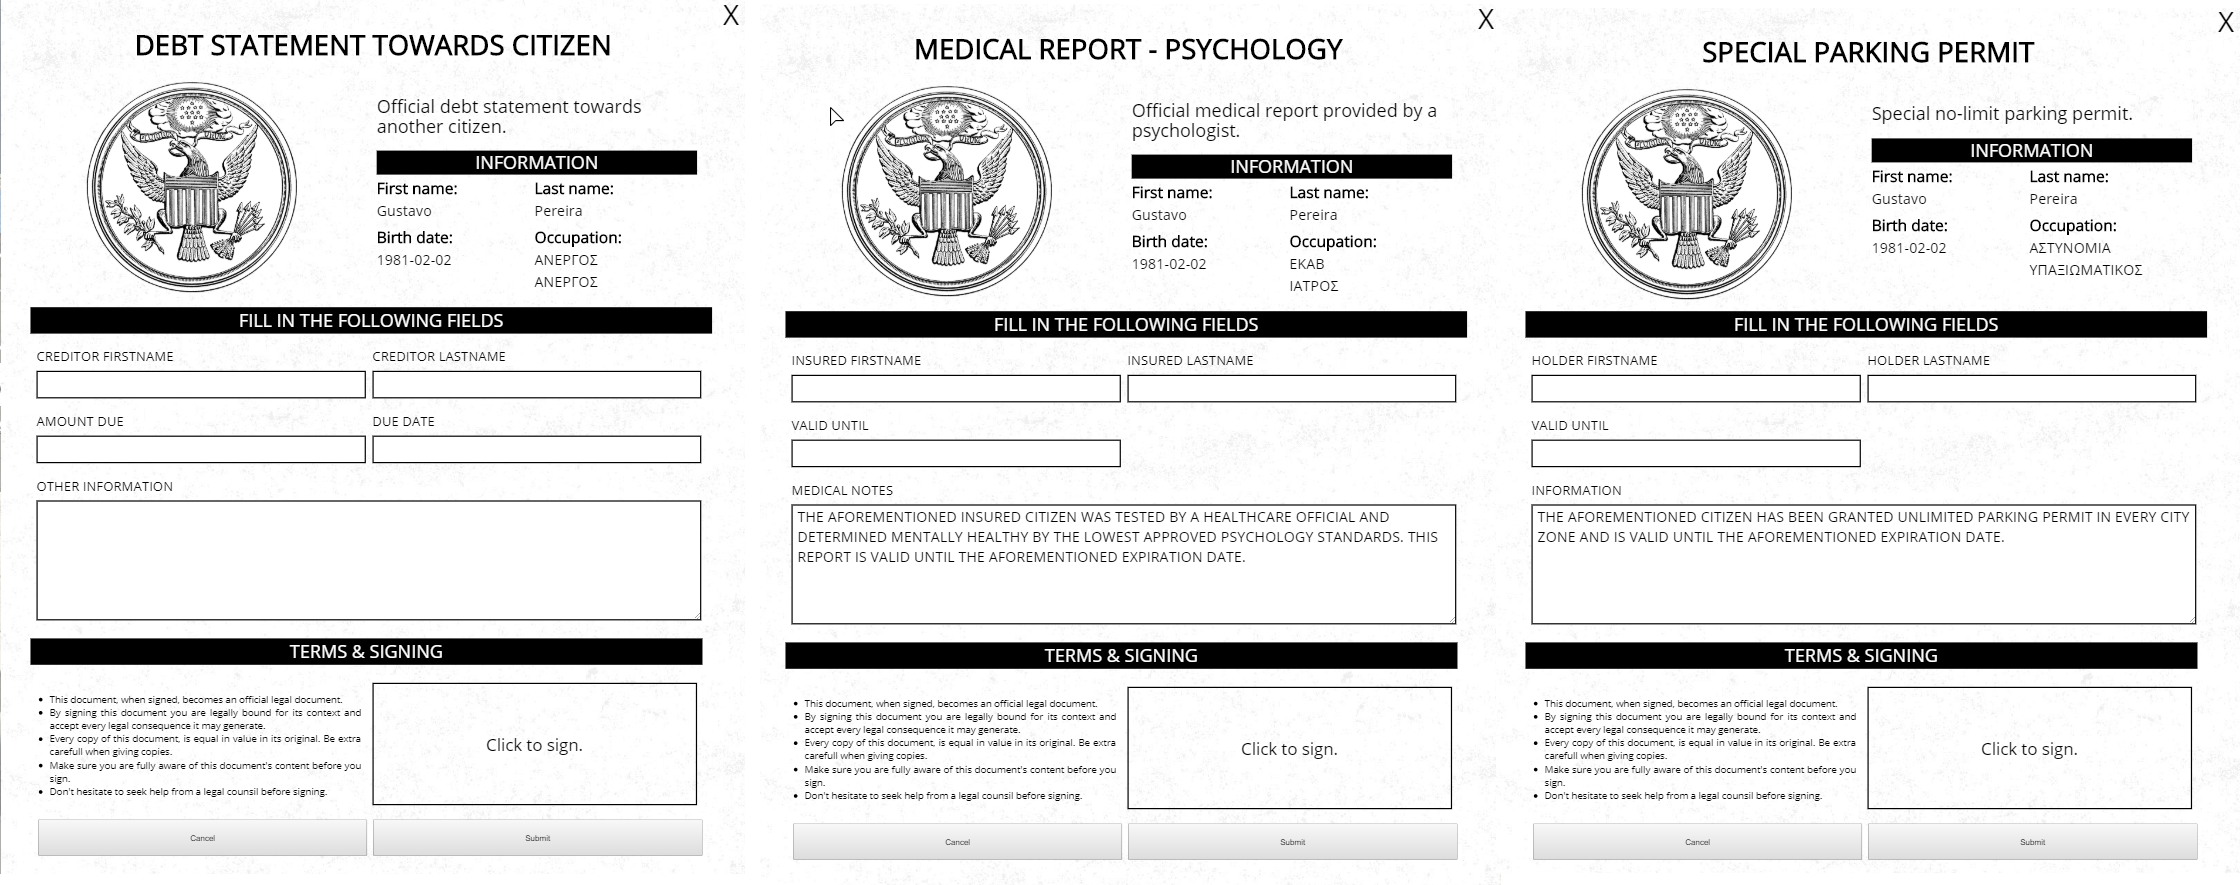 X
DEBT STATEMENT TOWARDS CITIZEN
Official debt statement towards
another citizen.
INFORMATION
First name:
Last name:
Gustavo
Pereira
Birth date:
Occupation:
1981-02-02
ΑΝΕΡΓΟΣ
ΑΝΕΡΓΟΣ
FILL IN THE FOLLOWING FIELDS
CREDITOR FIRSTNAME
CREDITOR LASTNAME
AMOUNT DUE
DUE DATE
OTHER INFORMATION
TERMS & SIGNING
This document, when signed, becomes an official legal document.
By signing this document you are legally bound for its context and
accept every legal consequence it may generate.
Every copy of this document, is equal in value in its original. Be extra
carefull when giving copies.
Make sure you are fully aware of this document's content before you
sign.
Don't hesitate to seek help from a legal counsil before signing.
Click to sign.
Cancel
Submit
X
MEDICAL REPORT - PSYCHOLOGY
Official medical report provided by a
psychologist.
INFORMATION
First name:
Last name:
Gustavo
Pereira
Birth date:
Occupation:
1981-02-02
ΕΚΑΒ
ΙΑΤΡΟΣ
FILL IN THE FOLLOWING FIELDS
INSURED FIRSTNAME
INSURED LASTNAME
VALID UNTIL
MEDICAL NOTES
THE AFOREMENTIONED INSURED CITIZEN WAS TESTED BY A HEALTHCARE OFFICIAL AND
DETERMINED MENTALLY HEALTHY BY THE LOWEST APPROVED PSYCHOLOGY STANDARDS. THIS
REPORT IS VALID UNTIL THE AFOREMENTIONED EXPIRATION DATE.
TERMS & SIGNING
This document, when signed, becomes an official legal document.
By signing this document you are legally bound for its context and
accept every legal consequence it may generate.
Every copy of this document, is equal in value in its original. Be extra
carefull when giving copies.
Make sure you are fully aware of this document's content before you
sign.
Don't hesitate to seek help from a legal counsil before signing.
Click to sign.
Cancel
Submit
X
SPECIAL PARKING PERMIT
Special no-limit parking permit.
INFORMATION
First name:
Last name:
Gustavo
Pereira
Birth date:
Occupation:
1981-02-02
ΑΣΤΥΝΟΜΙΑ
ΥΠΑΞΙΩΜΑΤΙΚΟΣ
FILL IN THE FOLLOWING FIELDS
HOLDER FIRSTNAME
HOLDER LASTNAME
VALID UNTIL
INFORMATION
THE AFOREMENTIONED CITIZEN HAS BEEN GRANTED UNLIMITED PARKING PERMIT IN EVERY CITY
ZONE AND IS VALID UNTIL THE AFOREMENTIONED EXPIRATION DATE.
TERMS & SIGNING
This document, when signed, becomes an official legal document.
By signing this document you are legally bound for its context and
accept every legal consequence it may generate.
Every copy of this document, is equal in value in its original. Be extra
carefull when giving copies.
Make sure you are fully aware of this document's content before you
sign.
Don't hesitate to seek help from a legal counsil before signing.
Click to sign.
Cancel
Submit